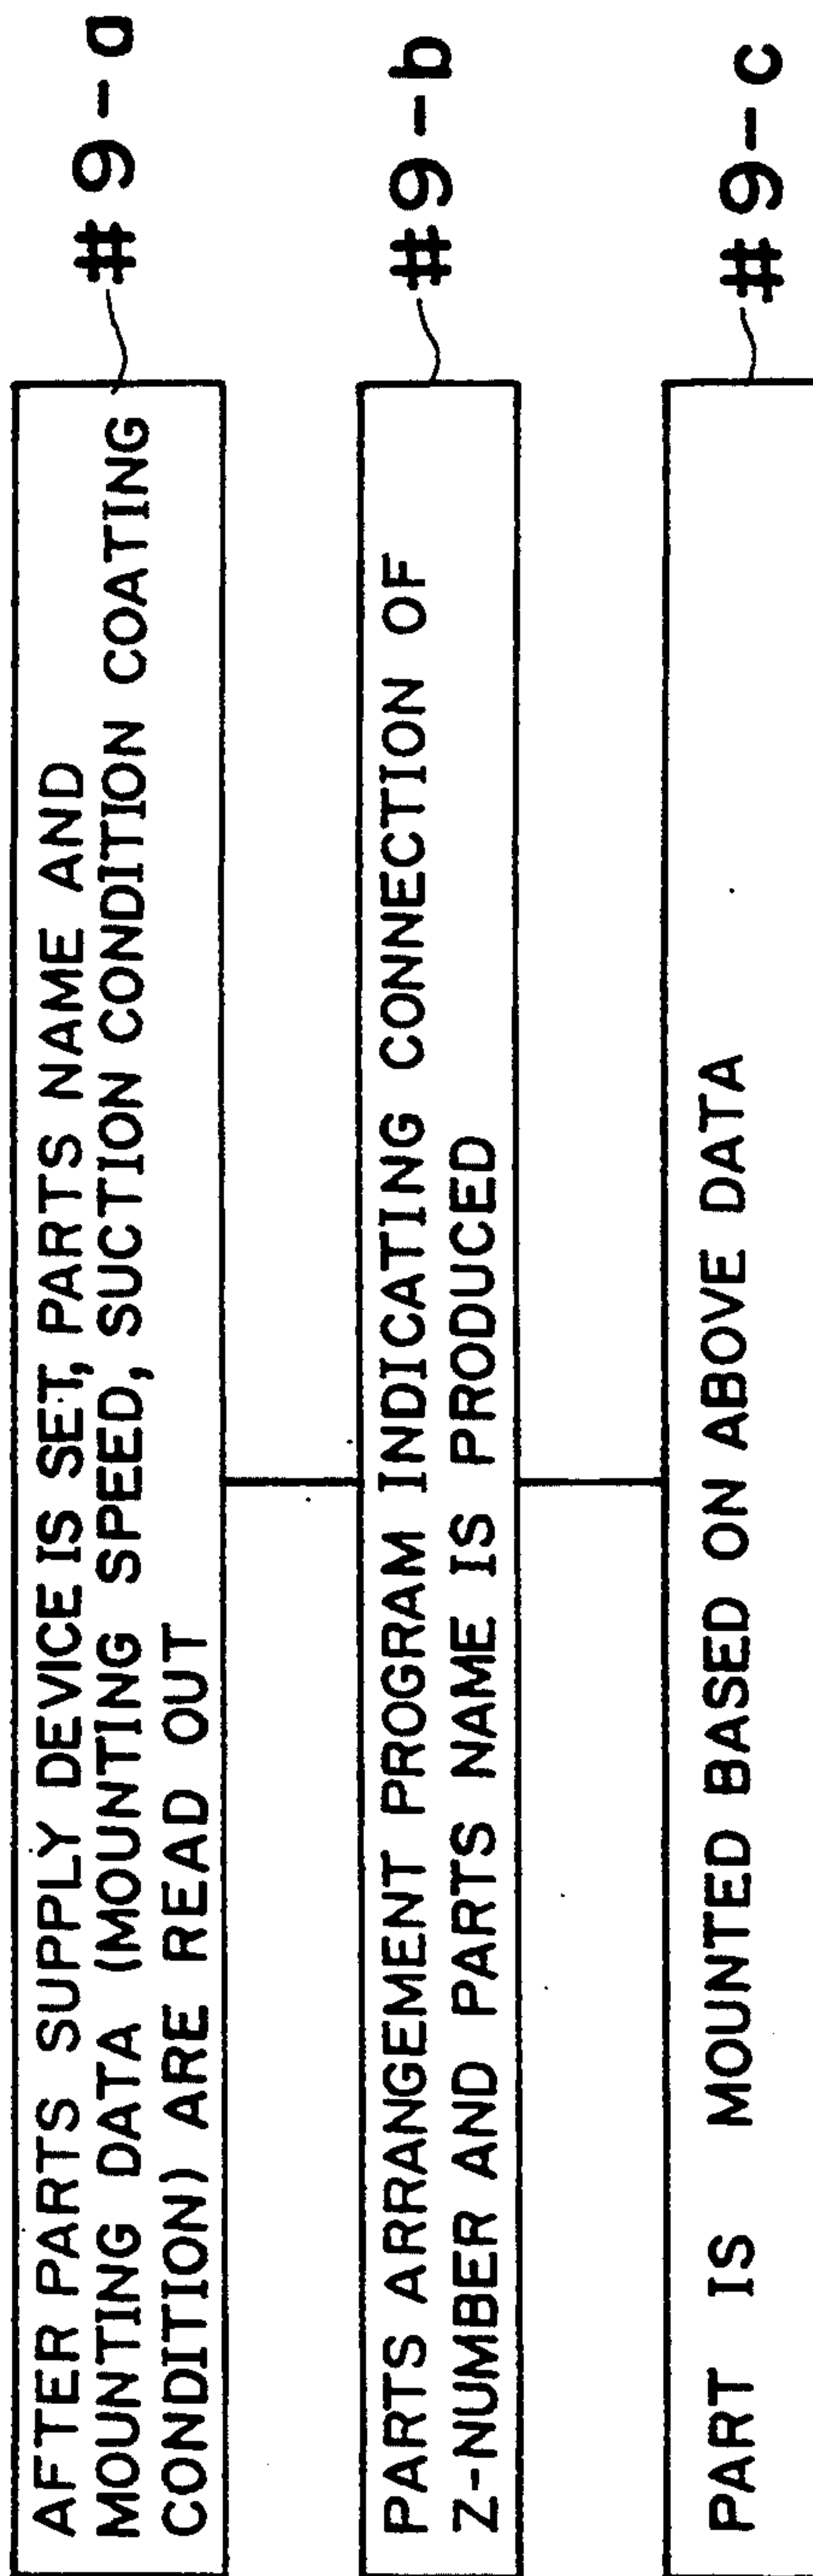 AFTER PARTS SUPPLY DEVICE IS SET, PARTS NAME AND
MOUNTING DATA (MOUNTING SPEED, SUCTION CONDITION COATING
CONDITION) ARE READ OUT
#9-a
PARTS ARRANGEMENT PROGRAM INDICATING CONNECTION OF
Z-NUMBER AND PARTS NAME IS PRODUCED
#9-b
PART IS MOUNTED BASED ON ABOVE DATA
#9-c